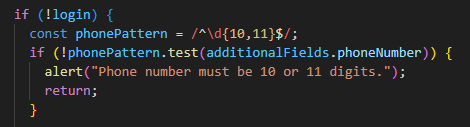 if (!login) {
const phonePattern = /^\d{10,11}$/;
if (!phonePattern.test(additionalFields.phoneNumber)) {
alert("Phone number must be 10 or 11 digits.");
return;
}